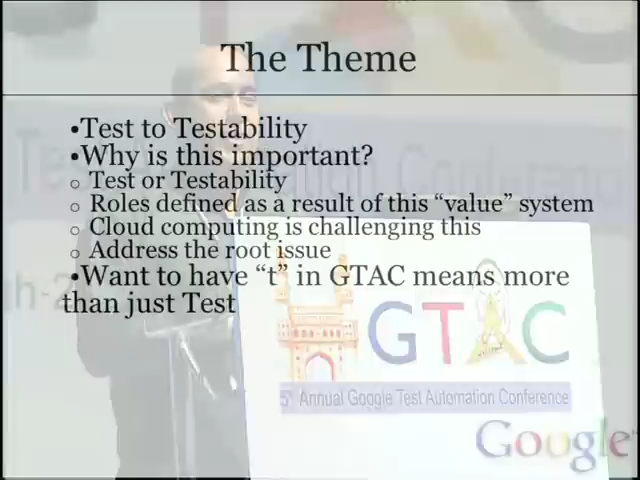 The Theme
•Test to Testability
•Why is this important?
o Test or Testability
o Roles defined as a result of this “value” system
o Cloud computing is challenging this
o Address the root issue
•Want to have “t” in GTAC means more
than just Test
GTAC
5th Annual Google Test Automation Conference
Google